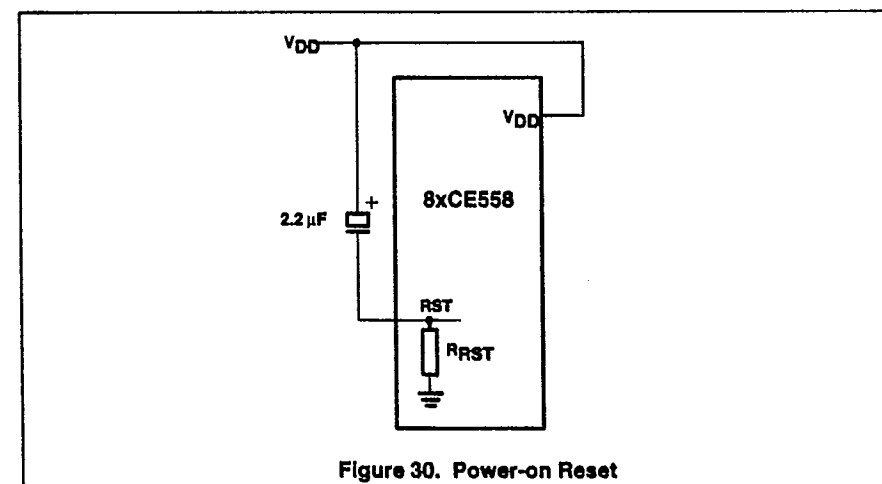 VDD
VDD
8xCE558
+
2.2 µF
RST
RRST
Figure 30. Power-on Reset